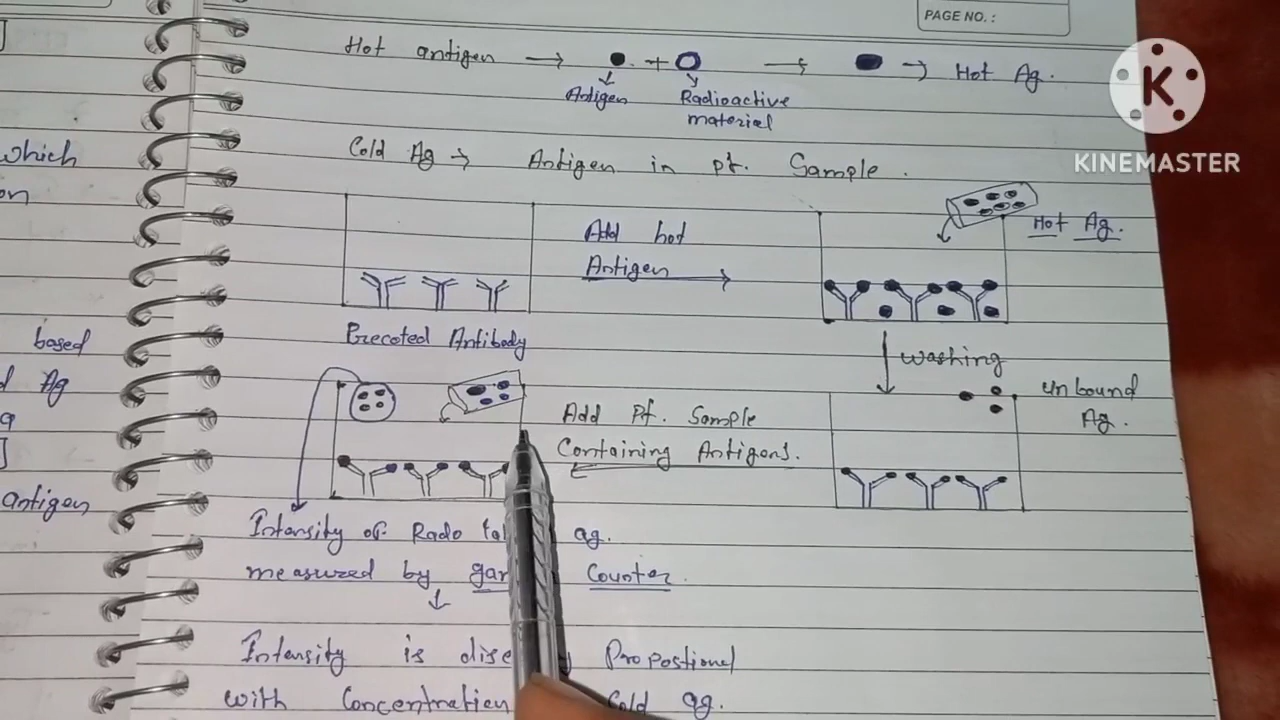 PAGE NO. :
Hot antigen → + → → Hot Ag.
Antigen Radioactive
material
KINEMASTER
which
Cold Ag → Antigen in pt. Sample.
on
Add hot
Hot Ag.
Antigen
based
Precoted Antibody
washing
Ag
unbound
Ag.
Add Pt. Sample
Containing Antigens.
antigen
Intensity of Rado ag.
measured by Counter.
Intensity is Propostional
with Concentration Cold ag.